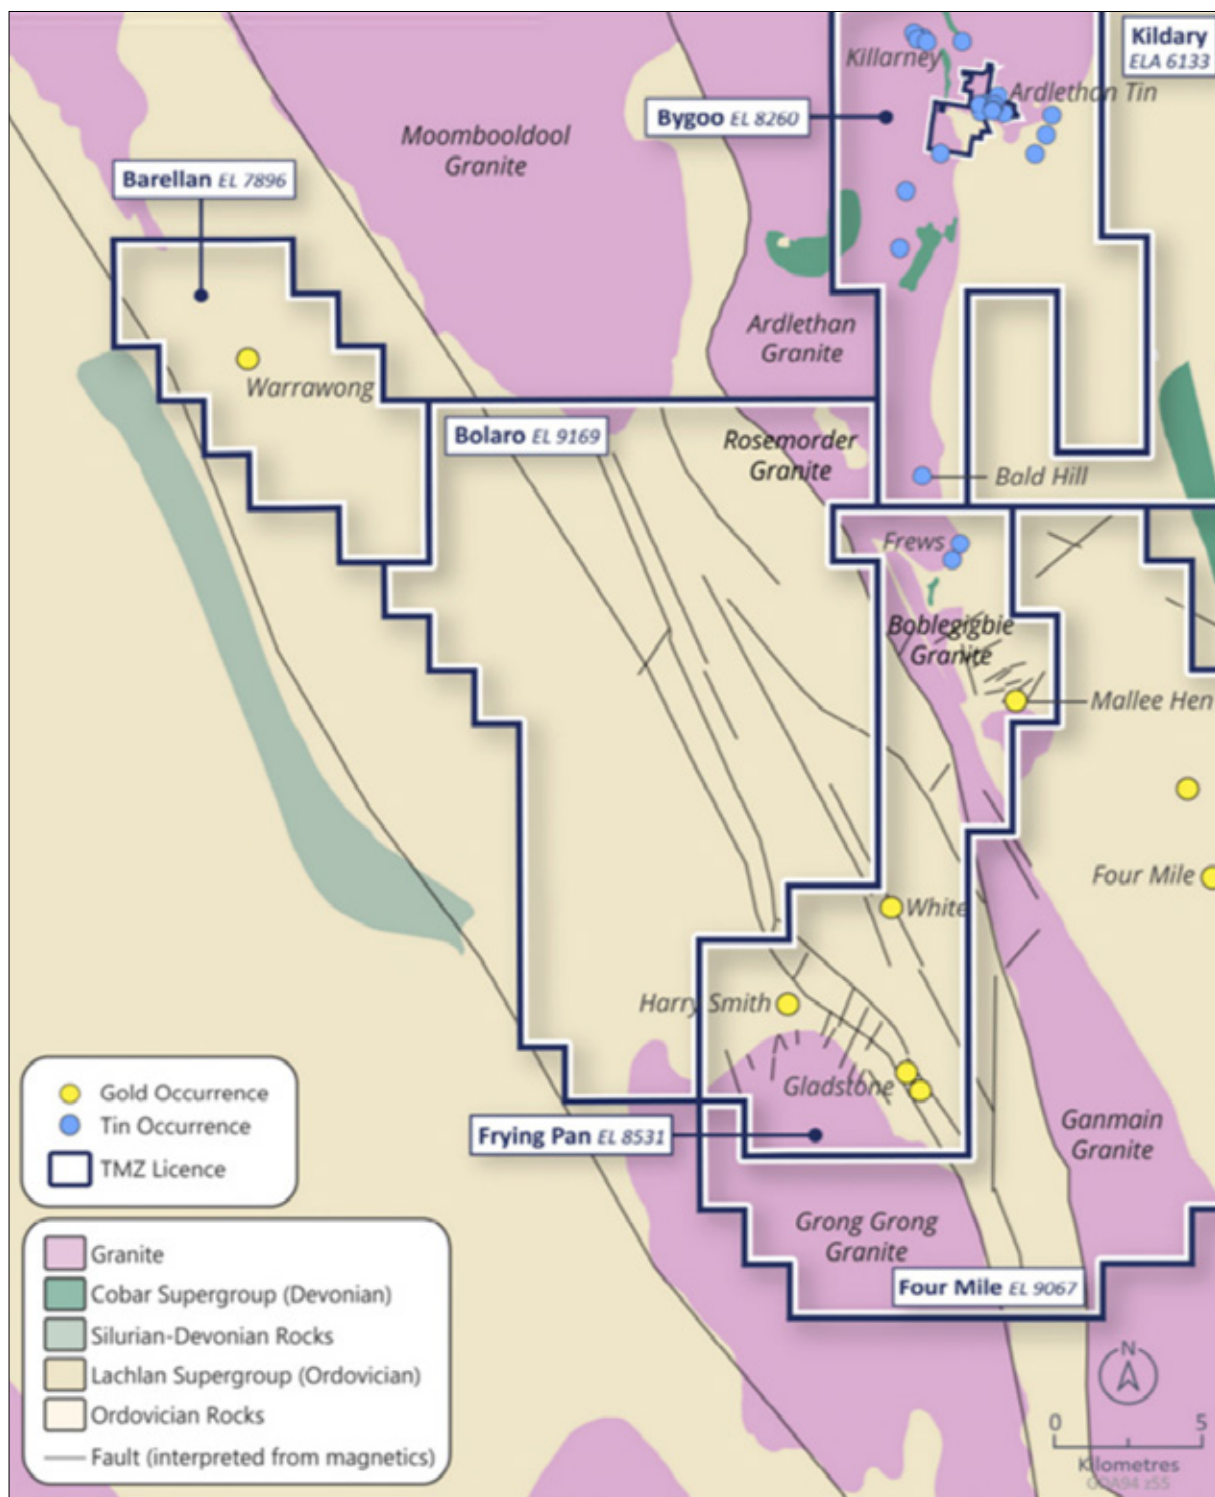 Kildary
ELA 6133
Killarney
Ardlethan Tin
Bygoo EL 8260
Moombooldool
Granite
Barellan EL 7896
Ardlethan
Granite
Warrawong
Bolaro EL 9169
Rosemorder
Granite
Bald Hill
Frews
Boblegigbie
Granite
Mallee Hen
Four Mile
White
Harry Smith
Gladstone
Frying Pan EL 8531
Ganmain
Granite
Grong Grong
Granite
Four Mile EL 9067
Gold Occurrence
Tin Occurrence
TMZ Licence
Granite
Cobar Supergroup (Devonian)
Silurian-Devonian Rocks
Lachlan Supergroup (Ordovician)
Ordovician Rocks
Fault (interpreted from magnetics)
N
0 5
Kilometres
GDA94 z55